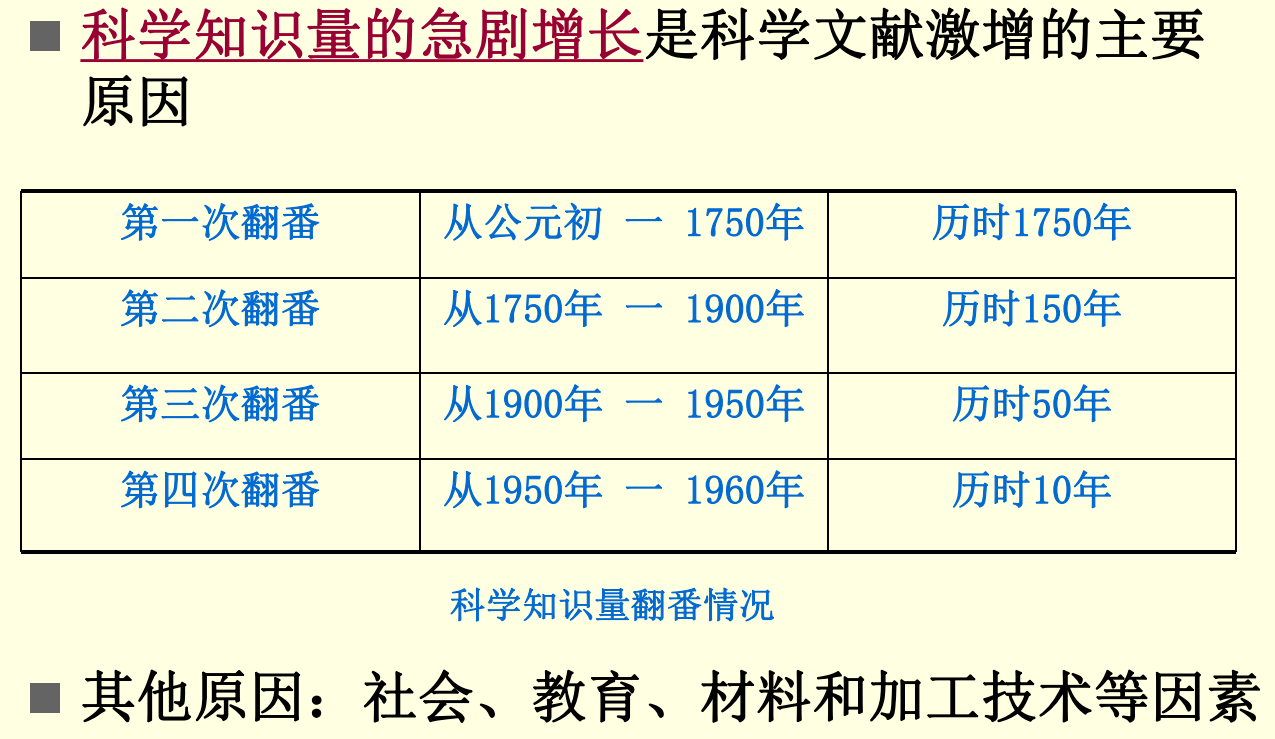 ■ 科学知识量的急剧增长是科学文献激增的主要
原因
第一次翻番 从公元初 一 1750年 历时1750年
第二次翻番 从1750年 一 1900年 历时150年
第三次翻番 从1900年 一 1950年 历时50年
第四次翻番 从1950年 一 1960年 历时10年
科学知识量翻番情况
■ 其他原因：社会、教育、材料和加工技术等因素